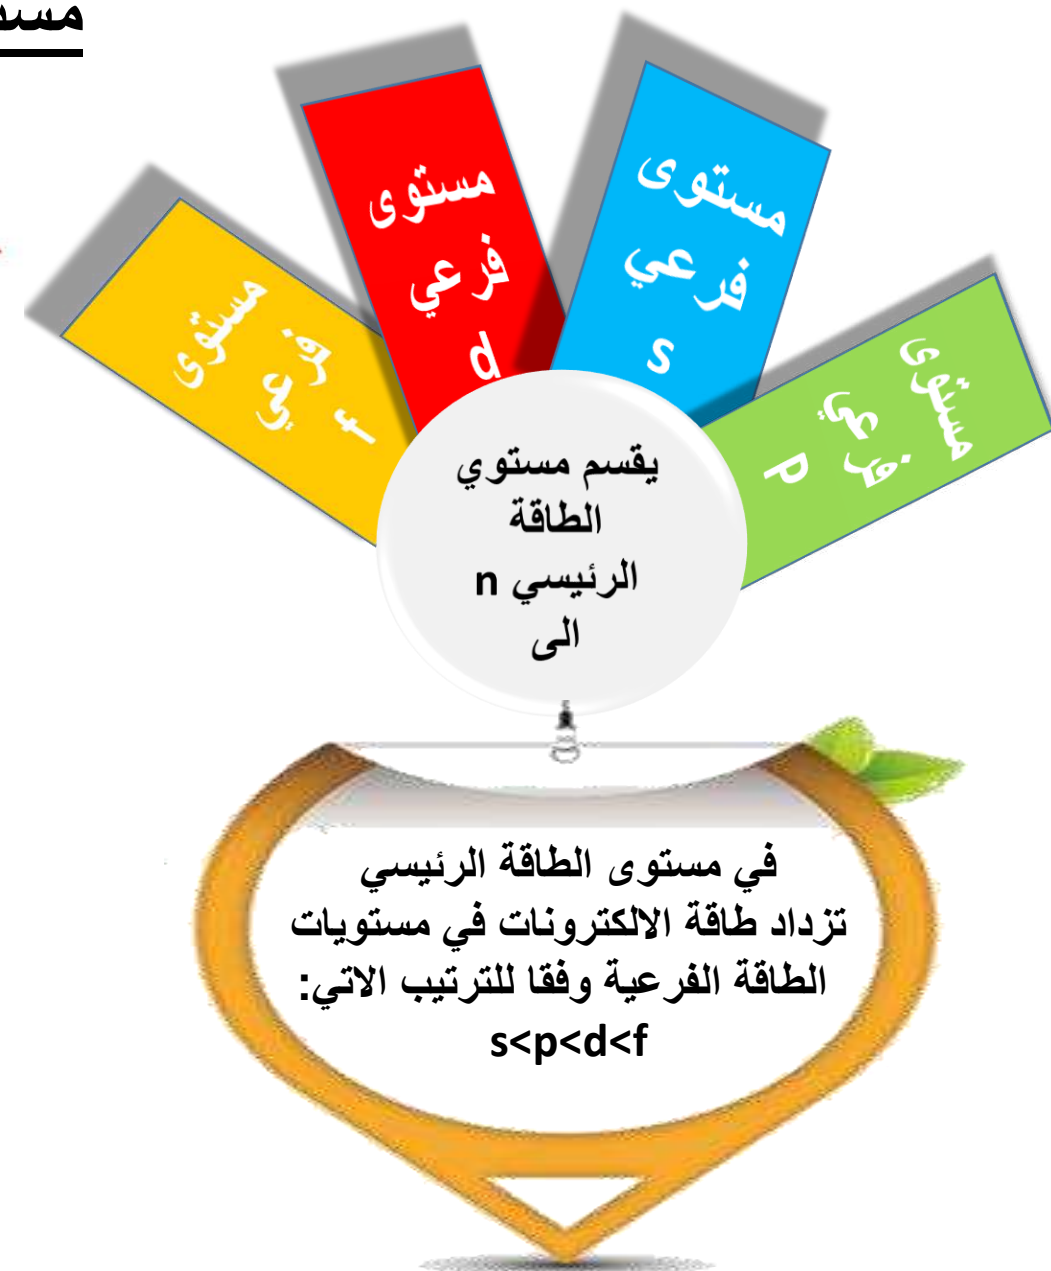 مستوى
فرعي
s
مستوى
فرعي
d
مستوى
فرعي
P
مستوى
فرعي
f
يقسم مستوي
الطاقة
الرئيسي n
الى
في مستوى الطاقة الرئيسي
تزداد طاقة الالكترونات في مستويات
الطاقة الفرعية وفقا للترتيب الاتي:
s<p<d<f